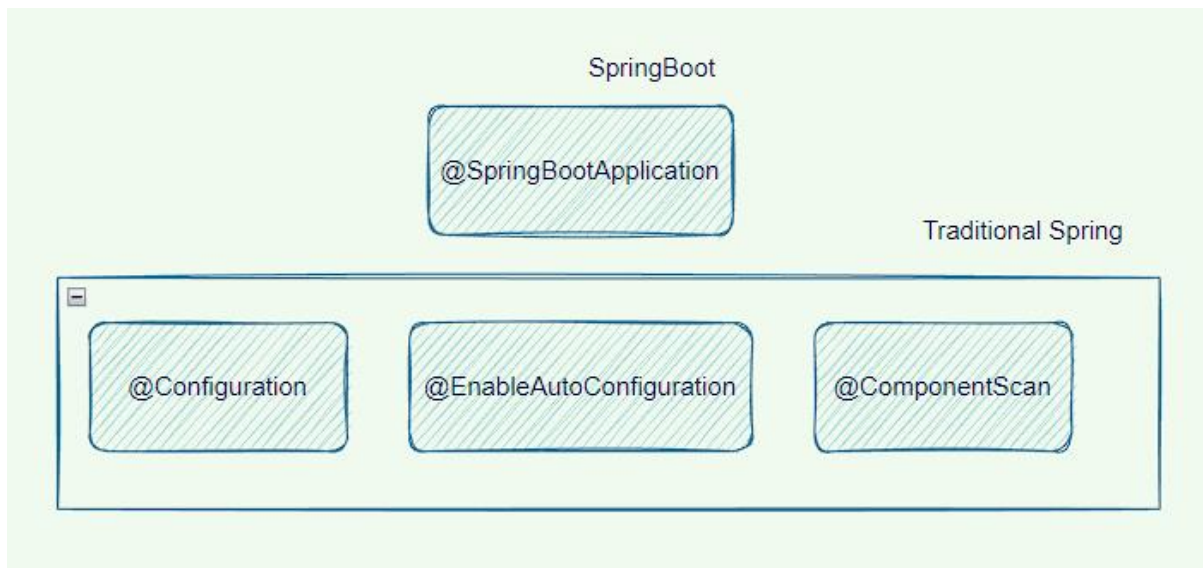 SpringBoot
@SpringBootApplication
Traditional Spring
@Configuration
@EnableAutoConfiguration
@ComponentScan